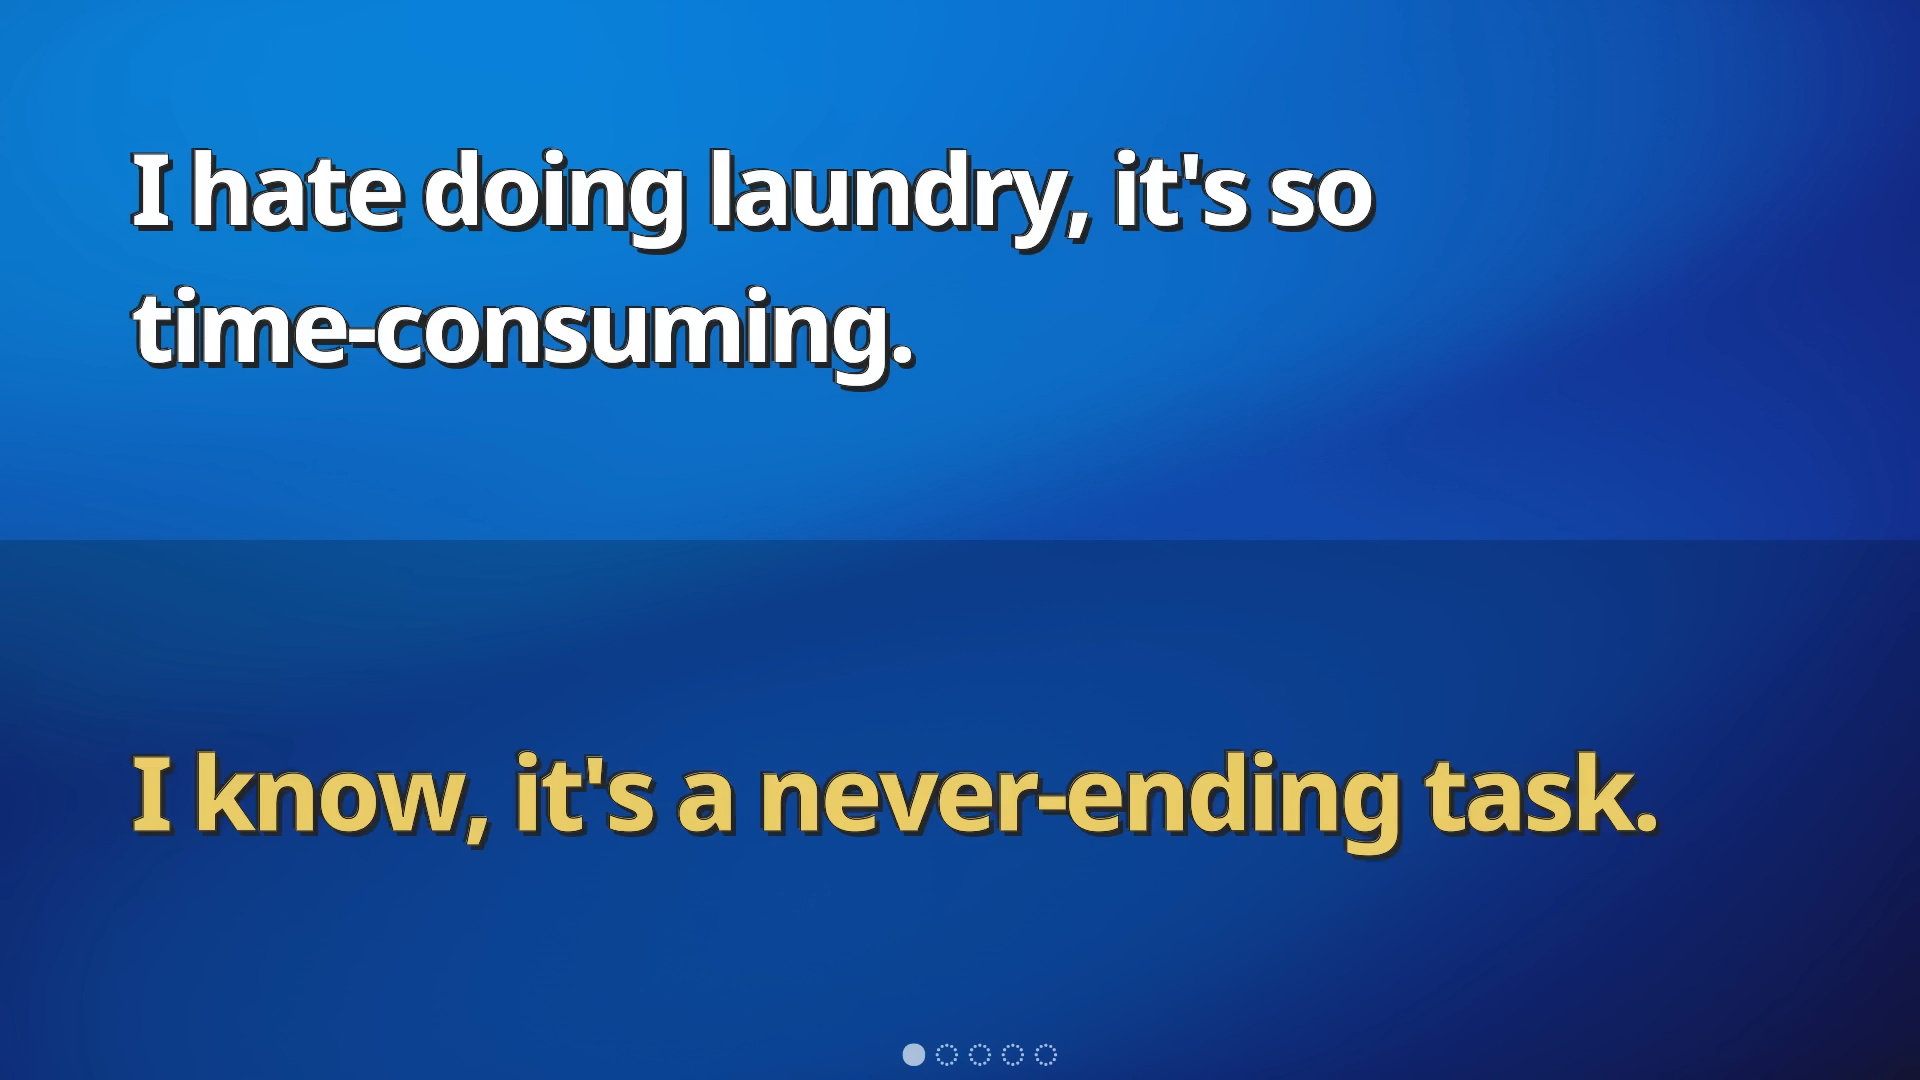 I hate doing laundry, it's so
time-consuming.
I know, it's a never-ending task.